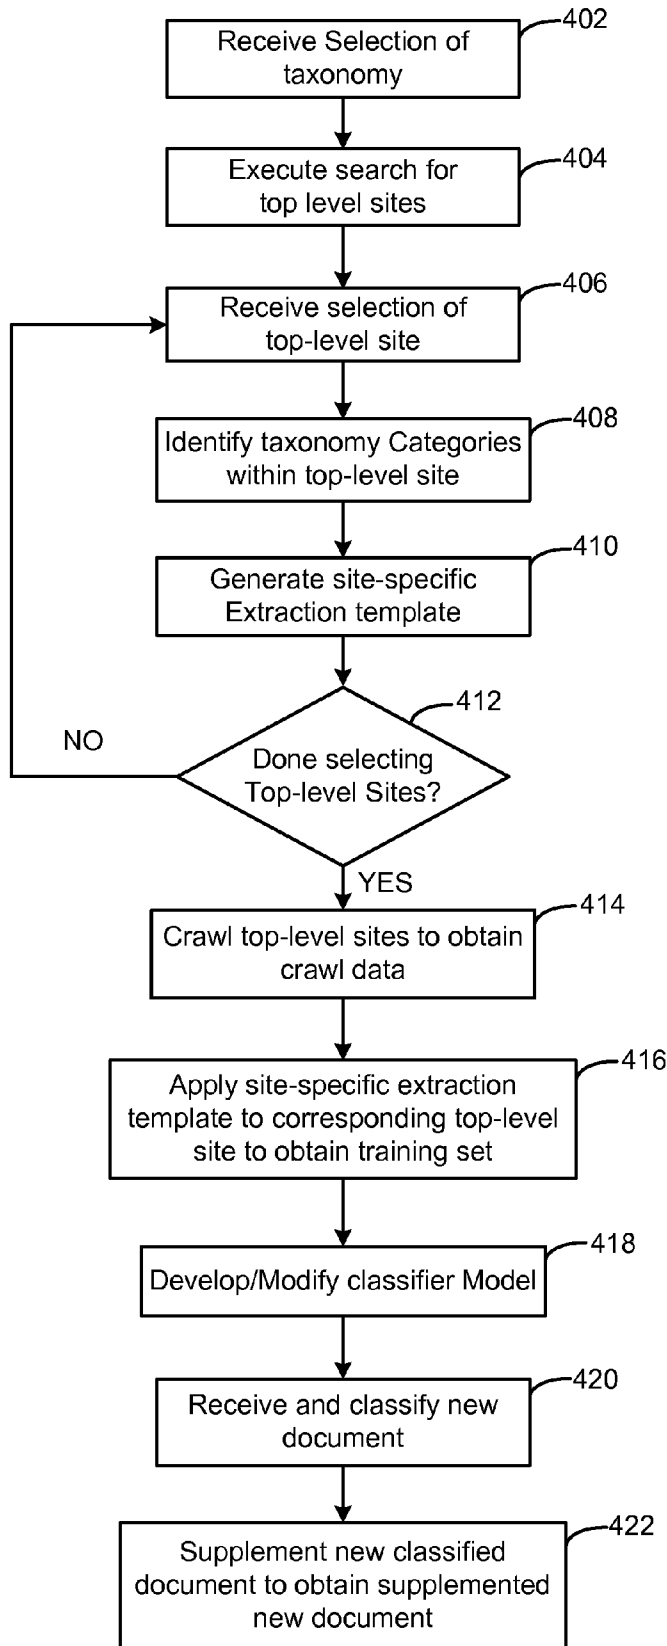 402
Receive Selection of
taxonomy
404
Execute search for
top level sites
406
Receive selection of
top-level site
408
Identify taxonomy Categories
within top-level site
410
Generate site-specific
Extraction template
412
NO
Done selecting
Top-level Sites?
YES
414
Crawl top-level sites to obtain
crawl data
416
Apply site-specific extraction
template to corresponding top-level
site to obtain training set
418
Develop/Modify classifier Model
420
Receive and classify new
document
422
Supplement new classified
document to obtain supplemented
new document